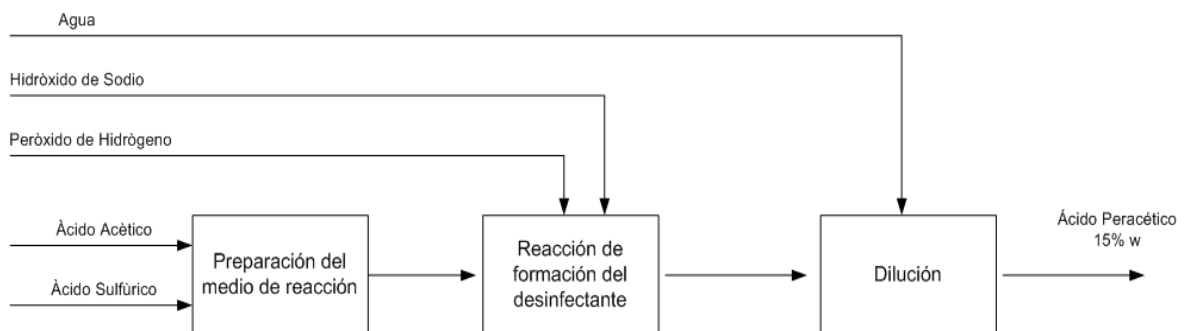 Agua
Hidròxido de Sodio
Peròxido de Hidrògeno
Àcido Acètico
Àcido Sulfùrico
Preparación del
medio de reacción
Reacción de
formación del
desinfectante
Dilución
Ácido Peracético
15% w